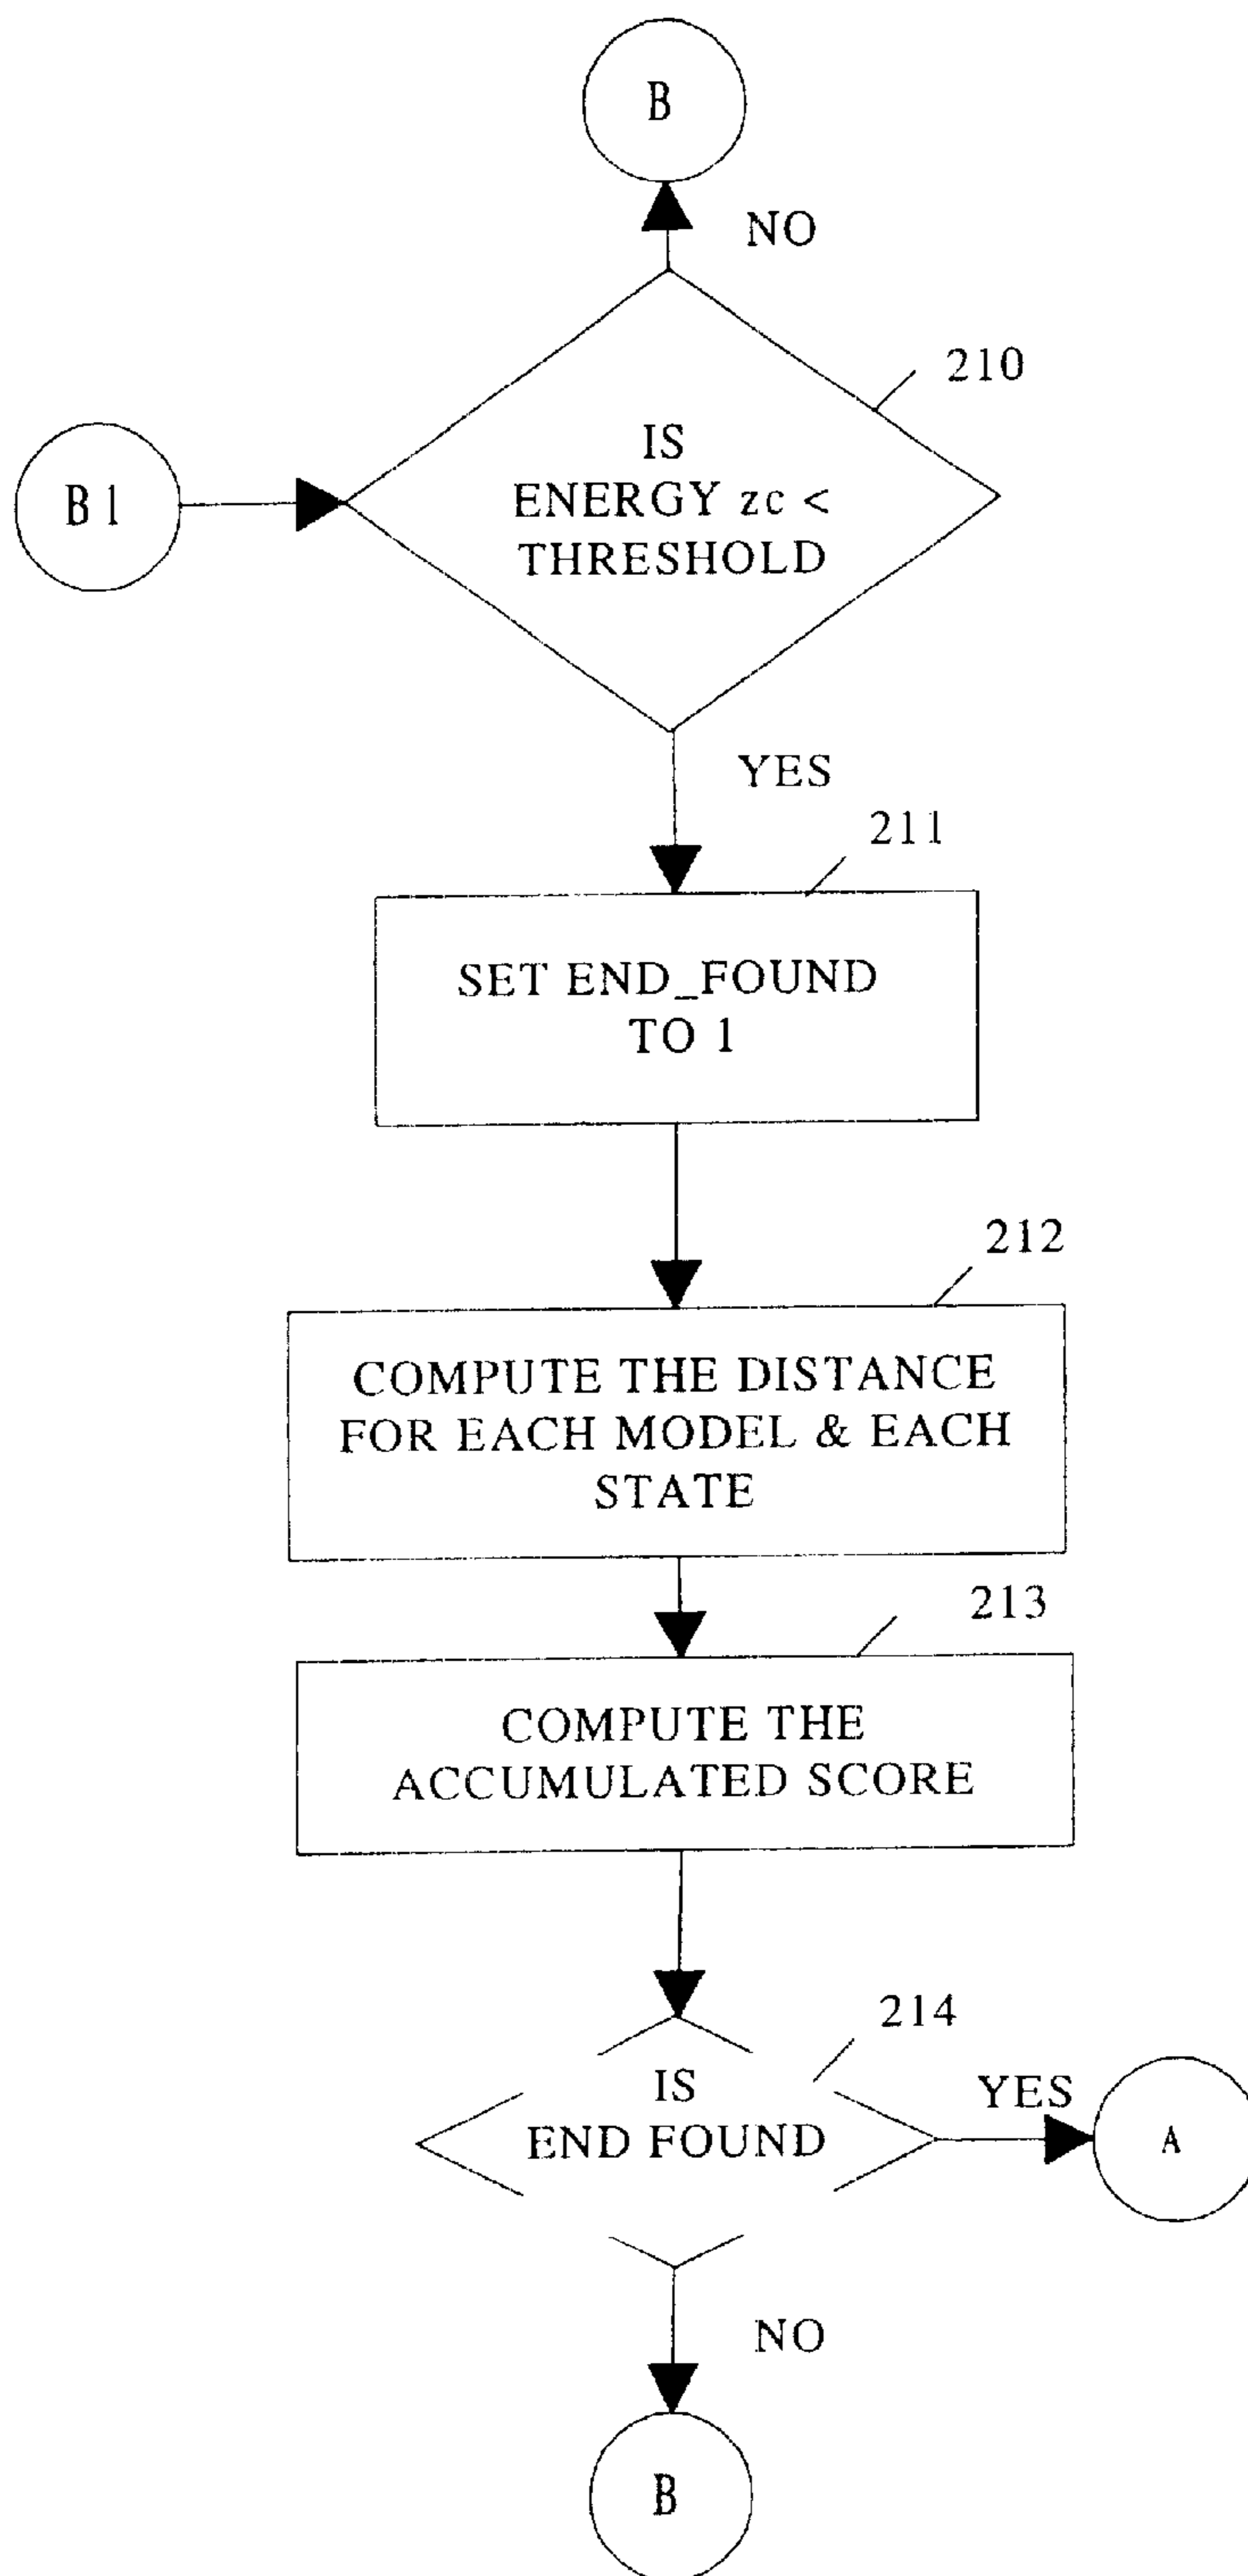 B
NO
210
B1
IS
ENERGY zc <
THRESHOLD
YES
211
SET END_FOUND
TO 1
212
COMPUTE THE DISTANCE
FOR EACH MODEL & EACH
STATE
213
COMPUTE THE
ACCUMULATED SCORE
214
IS
END FOUND
YES
A
NO
B